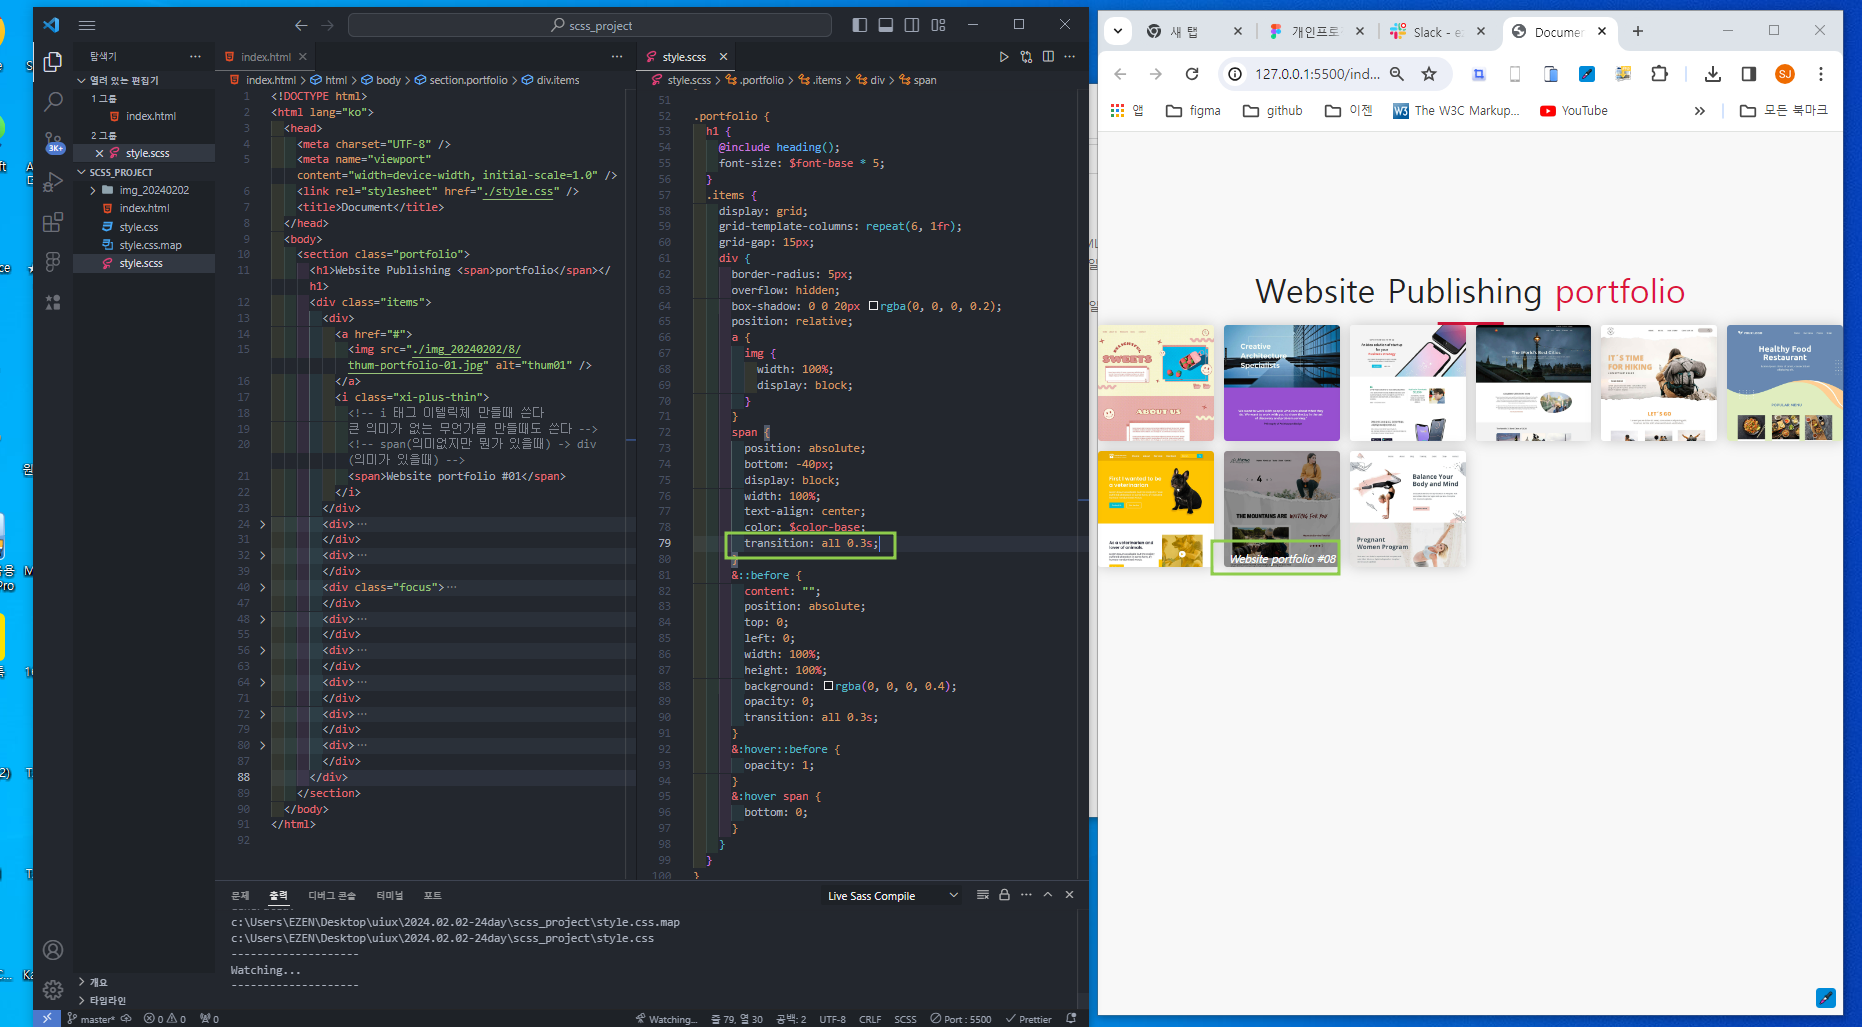 scss_project
탐색기
열려 있는 편집기
1 그룹
index.html
2 그룹
style.scss
SCSS_PROJECT
img_20240202
index.html
style.css
style.css.map
style.scss
개요
타임라인
index.html
index.html > html > body > section.portfolio > div.items
1 <!DOCTYPE html>
2 <html lang="ko">
3 <head>
4 <meta charset="UTF-8" />
5 <meta name="viewport"
content="width=device-width, initial-scale=1.0" />
6 <link rel="stylesheet" href="./style.css" />
7 <title>Document</title>
8 </head>
9 <body>
10 <section class="portfolio">
11 <h1>Website Publishing <span>portfolio</span></
h1>
12 <div class="items">
13 <div>
14 <a href="#">
15 <img src="./img_20240202/8/
thum-portfolio-01.jpg" alt="thum01" />
16 </a>
17 <i class="xi-plus-thin">
18 <!-- i 태그 이텔릭체 만들때 쓴다
19 큰 의미가 없는 무언가를 만들때도 쓴다 -->
20 <!-- span(의미없지만 뭔가 있을때) -> div
(의미가 있을때) -->
21 <span>Website portfolio #01</span>
22 </i>
23 </div>
24 <div>···
31 </div>
32 <div>···
39 </div>
40 <div class="focus">···
47 </div>
48 <div>···
55 </div>
56 <div>···
63 </div>
64 <div>···
71 </div>
72 <div>···
79 </div>
80 <div>···
87 </div>
88 </div>
89 </section>
90 </body>
91 </html>
92
style.scss
style.scss > .portfolio > .items > div > span
51
52 .portfolio {
53 h1 {
54 @include heading();
55 font-size: $font-base * 5;
56 }
57 .items {
58 display: grid;
59 grid-template-columns: repeat(6, 1fr);
60 grid-gap: 15px;
61 div {
62 border-radius: 5px;
63 overflow: hidden;
64 box-shadow: 0 0 20px rgba(0, 0, 0, 0.2);
65 position: relative;
66 a {
67 img {
68 width: 100%;
69 display: block;
70 }
71 }
72 span {
73 position: absolute;
74 bottom: -40px;
75 display: block;
76 width: 100%;
77 text-align: center;
78 color: $color-base;
79 transition: all 0.3s;
80 }
81 &::before {
82 content: "";
83 position: absolute;
84 top: 0;
85 left: 0;
86 width: 100%;
87 height: 100%;
88 background: rgba(0, 0, 0, 0.4);
89 opacity: 0;
90 transition: all 0.3s;
91 }
92 &:hover::before {
93 opacity: 1;
94 }
95 &:hover span {
96 bottom: 0;
97 }
98 }
99 }
100 }
문제 출력 디버그 콘솔 터미널 포트
Live Sass Compile
c:\Users\EZEN\Desktop\uiux\2024.02.02-24day\scss_project\style.css.map
c:\Users\EZEN\Desktop\uiux\2024.02.02-24day\scss_project\style.css
--------------------
Watching...
--------------------
master* 0 0 0 Watching...줄 79, 열 30 공백: 2 UTF-8 CRLF SCSS Port : 5500 Prettier
3K+
새 탭
개인프로
Slack - e
Documen
127.0.0.1:5500/ind...
SJ
앱 figma github 이젠 The W3C Markup... YouTube » 모든 북마크
Website Publishing portfolio
SWEETS
ABOUT US
Creative
Architecture
Specialists
The World's Best Cities
IT'S TIME
FOR HIKING
LET'S GO
Healthy Food
Restaurant
POPULAR MENU
First I wanted to be
a veterinarian
As a veterinarian and
lover of animals.
4
THE MOUNTAINS ARE WAITING FOR YOU
Website portfolio #08
Balance Your
Body and Mind
Pregnant
Women Program